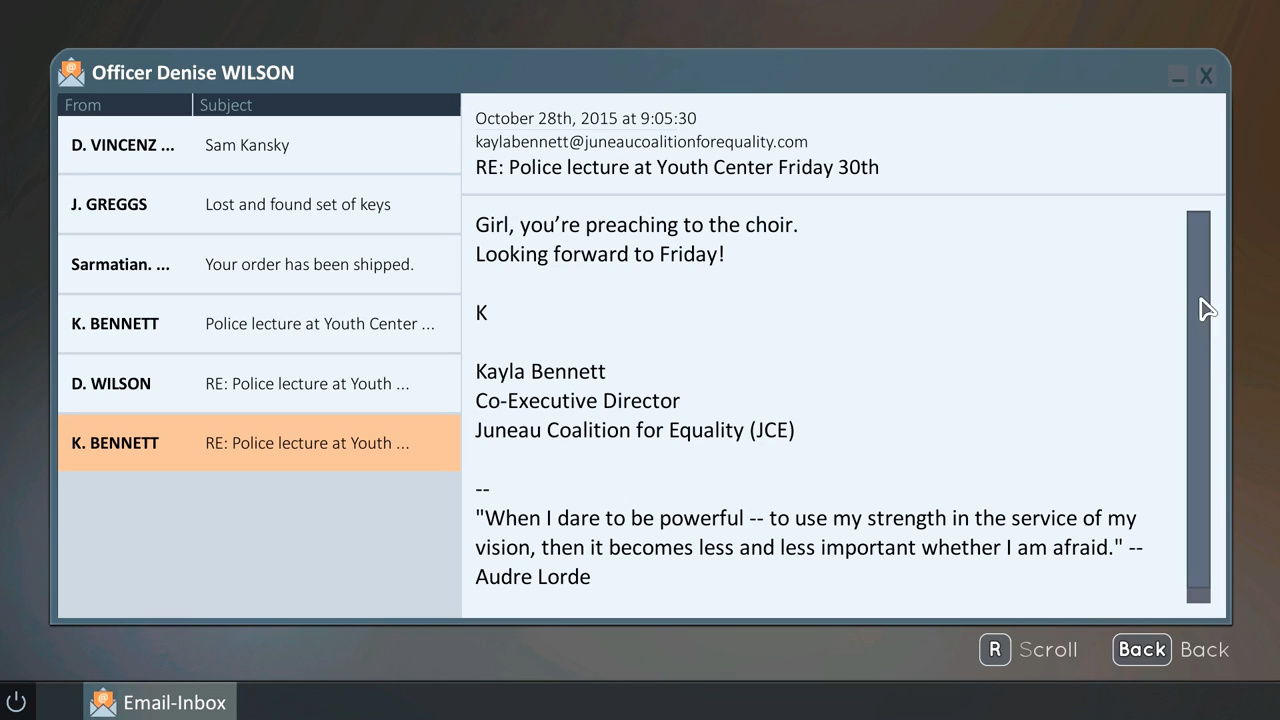 Officer Denise WILSON
From Subject
D. VINCENZ ... Sam Kansky
J. GREGGS Lost and found set of keys
Sarmatian. ... Your order has been shipped.
K. BENNETT Police lecture at Youth Center ...
D. WILSON RE: Police lecture at Youth ...
K. BENNETT RE: Police lecture at Youth ...
October 28th, 2015 at 9:05:30
kaylabennett@juneaucoalitionforequality.com
RE: Police lecture at Youth Center Friday 30th
Girl, you’re preaching to the choir.
Looking forward to Friday!
K
Kayla Bennett
Co-Executive Director
Juneau Coalition for Equality (JCE)
--
"When I dare to be powerful -- to use my strength in the service of my
vision, then it becomes less and less important whether I am afraid." --
Audre Lorde
R Scroll Back Back
Email-Inbox